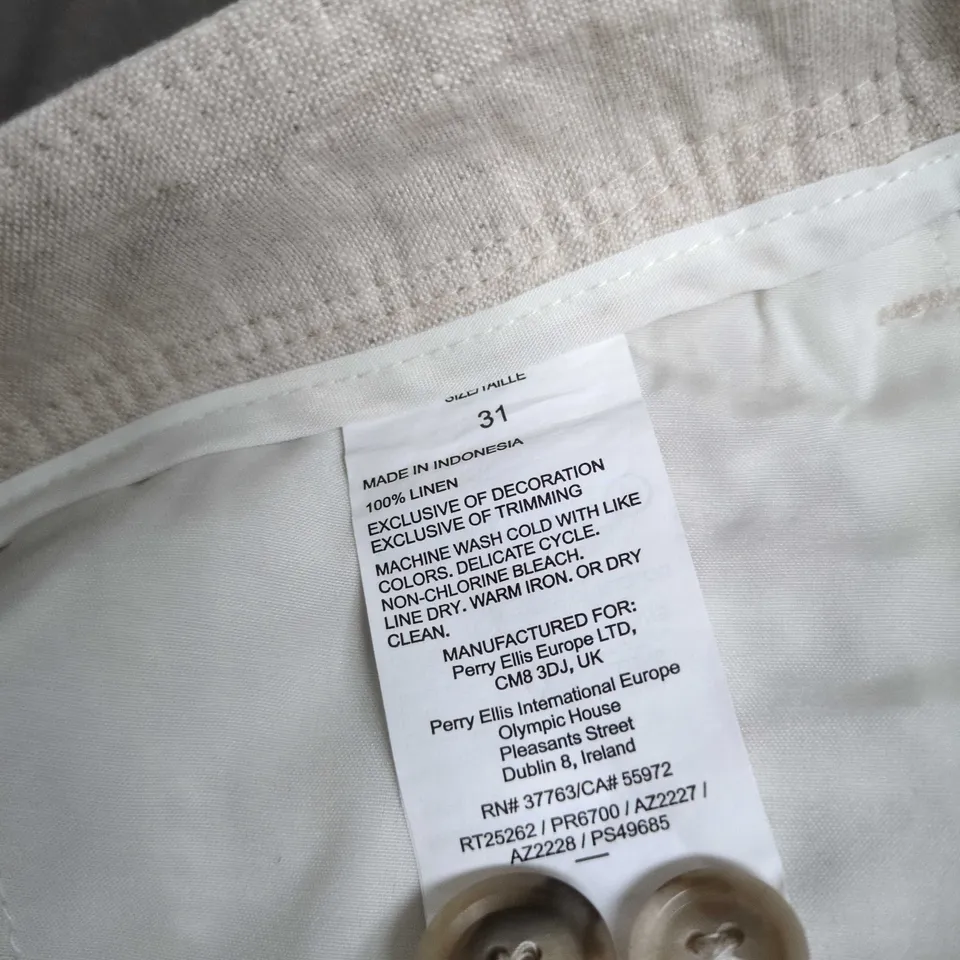 SIZE/TAILLE
31
MADE IN INDONESIA
100% LINEN
EXCLUSIVE OF DECORATION
EXCLUSIVE OF TRIMMING
MACHINE WASH COLD WITH LIKE
COLORS. DELICATE CYCLE.
NON-CHLORINE BLEACH.
LINE DRY. WARM IRON. OR DRY
CLEAN.
MANUFACTURED FOR:
Perry Ellis Europe LTD,
CM8 3DJ, UK
Perry Ellis International Europe
Olympic House
Pleasants Street
Dublin 8, Ireland
RN# 37763/CA# 55972
RT25262 / PR6700 / AZ2227 /
AZ2228 / PS49685